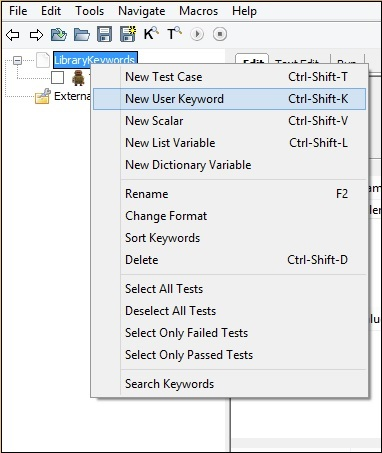 File Edit Tools Navigate Macros Help
K T
LibraryKeywords
Edit Text Edit Run
T
Externa
New Test Case Ctrl-Shift-T
New User Keyword Ctrl-Shift-K
New Scalar Ctrl-Shift-V
New List Variable Ctrl-Shift-L
New Dictionary Variable
Rename F2
Change Format
Sort Keywords
Delete Ctrl-Shift-D
Select All Tests
Deselect All Tests
Select Only Failed Tests
Select Only Passed Tests
Search Keywords